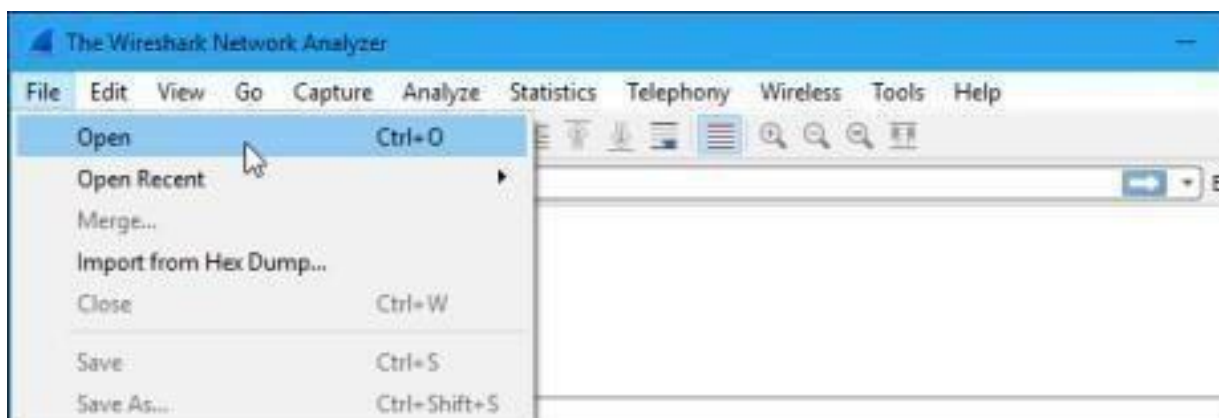 The Wireshark Network Analyzer
File Edit View Go Capture Analyze Statistics Telephony Wireless Tools Help
Open Ctrl+O
Open Recent
Merge...
Import from Hex Dump...
Close Ctrl+W
Save Ctrl+S
Save As... Ctrl+Shift+S